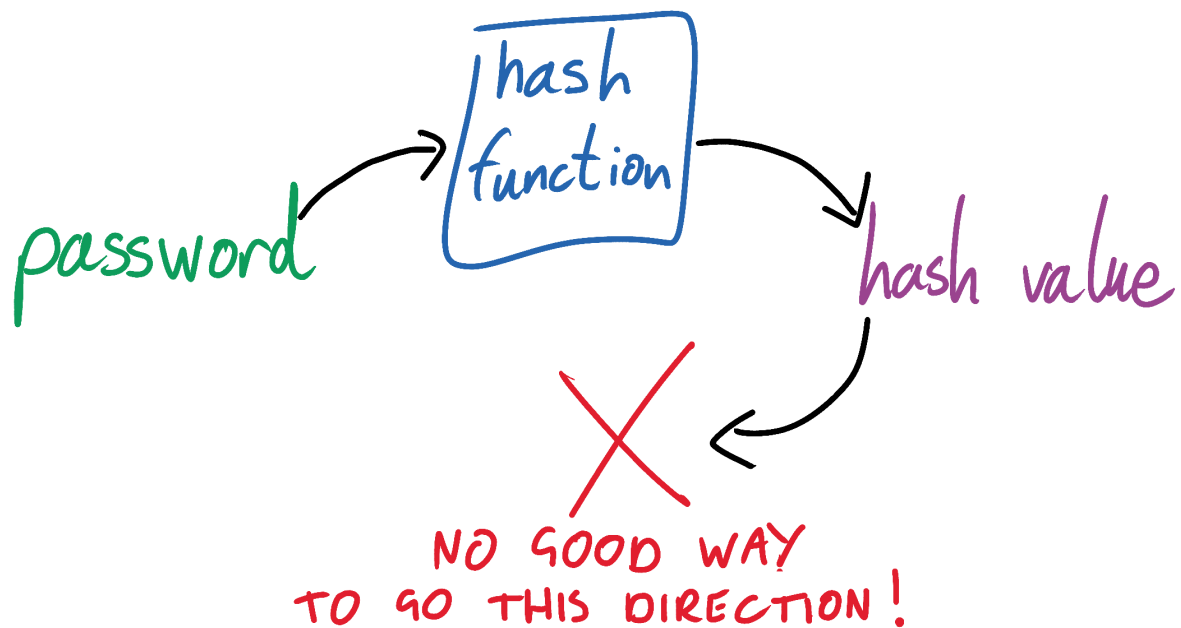 hash
function
password
hash value
NO GOOD WAY
TO GO THIS DIRECTION!